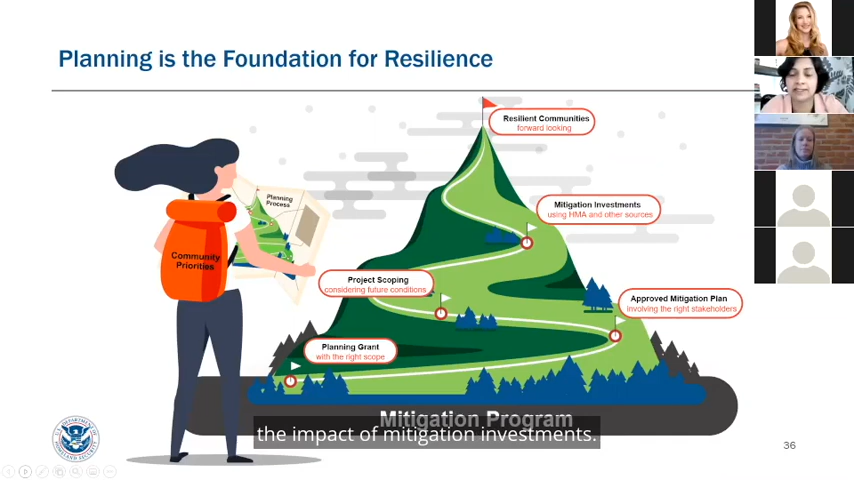 Planning is the Foundation for Resilience
Resilient Communities
forward looking
Planning
Process
Mitigation Investments
using HMA and other sources
Community
Priorities
Project Scoping
considering future conditions
Approved Mitigation Plan
involving the right stakeholders
Planning Grant
with the right scope
Mitigation Program
the impact of mitigation investments.
36